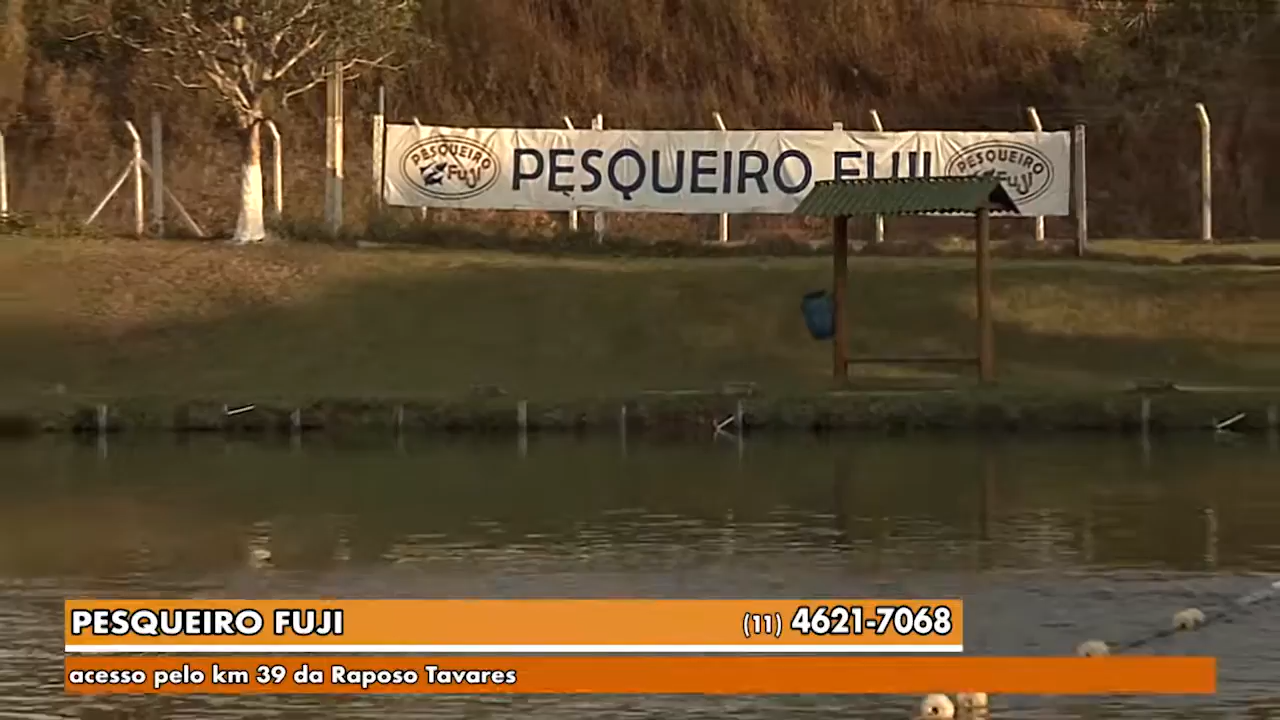 PESQUEIRO Fuji
PESQUEIRO FUJI
PESQUEIRO Fuji
PESQUEIRO FUJI (11) 4621-7068
acesso pelo km 39 da Raposo Tavares